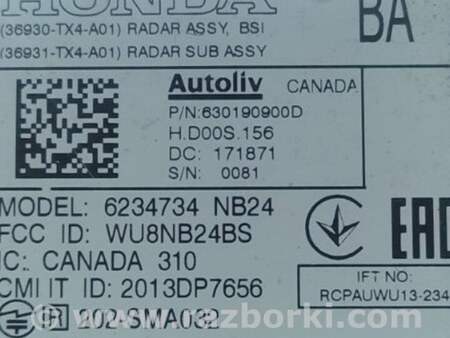 HONDA
(36930-TX4-A01) RADAR ASSY, BSI
(36931-TX4-A01) RADAR SUB ASSY
BA
Autoliv CANADA
P/N:630190900D
H.D00S.156
DC: 171871
S/N: 0081
MODEL: 6234734 NB24
FCC ID: WU8NB24BS
IC: CANADA 310
CMIIT ID: 2013DP7656
EAC
IFT NO:
RCPAUWU13-234
R 202-SMA032
www.razborki.com